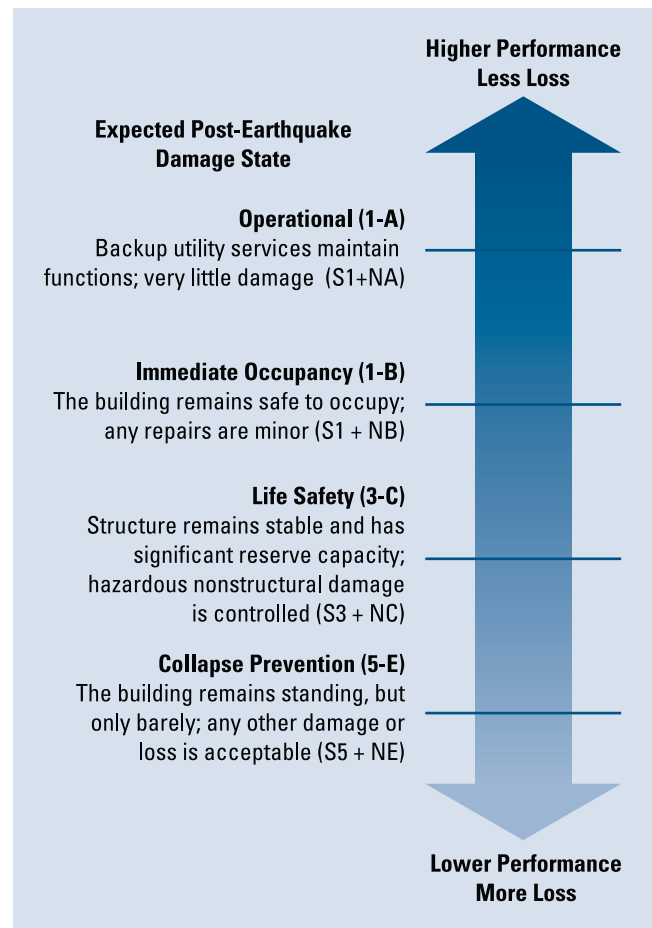 Higher Performance
Less Loss
Expected Post-Earthquake
Damage State
Operational (1-A)
Backup utility services maintain
functions; very little damage (S1+NA)
Immediate Occupancy (1-B)
The building remains safe to occupy;
any repairs are minor (S1 + NB)
Life Safety (3-C)
Structure remains stable and has
significant reserve capacity;
hazardous nonstructural damage
is controlled (S3 + NC)
Collapse Prevention (5-E)
The building remains standing, but
only barely; any other damage or
loss is acceptable (S5 + NE)
Lower Performance
More Loss